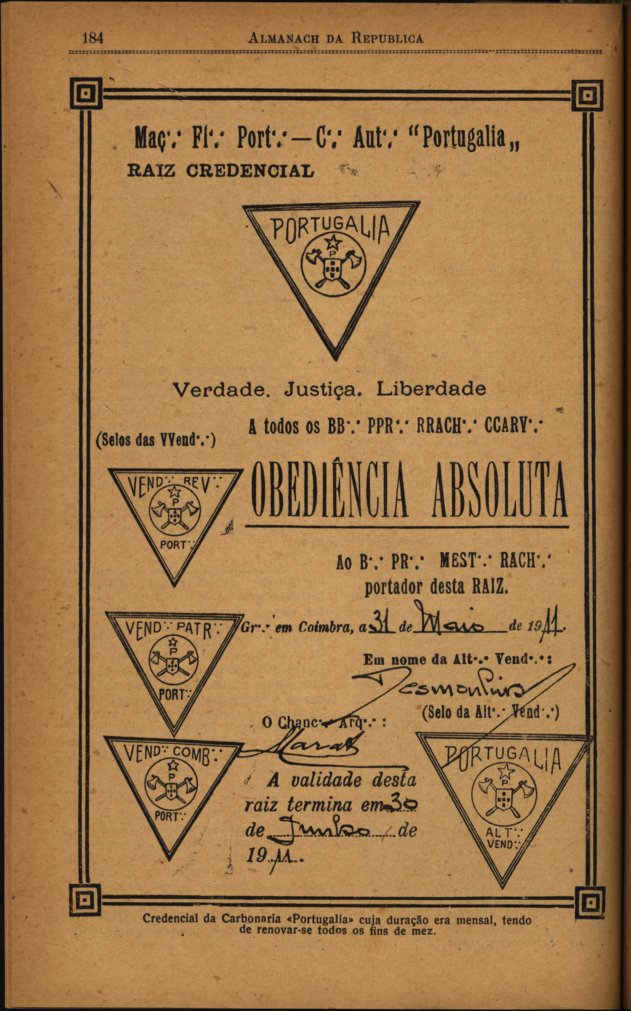 184 ALMANACH DA REPUBLICA
Maç∴ Fl∴ Port∴ — C∴ Aut∴ "Portugalia„
RAIZ CREDENCIAL
PORTUGALIA
P
Verdade. Justiça. Liberdade
A todos os BB∴ PPR∴ RRACH∴ CCARV∴
(Selos das VVend∴)
OBEDIÊNCIA ABSOLUTA
VEND∴ REV∴
P
PORT∴
Ao B∴ PR∴ MEST∴ RACH∴
portador desta RAIZ.
VEND∴ PATR∴
P
PORT∴
Gr∴ em Coimbra, a 31 de Maio de 1911.
Em nome da Alt∴ Vend∴:
Desmoulins
(Selo da Alt∴ Vend∴)
O Chanc∴ Arq∴:
Marat
VEND∴ COMB∴
P
PORT∴
A validade desta
raiz termina em 30
de Junho de
1911.
PORTUGALIA
P
ALT∴
VEND∴
Credencial da Carbonaria «Portugalia» cuja duração era mensal, tendo
de renovar-se todos os fins de mez.